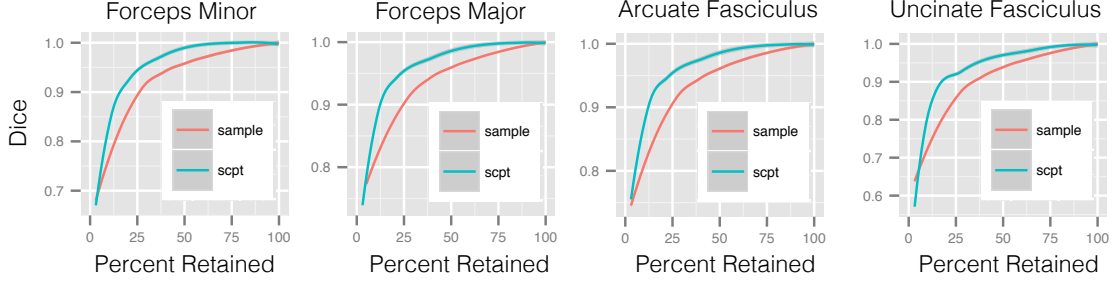 Forceps Minor
Forceps Major
Arcuate Fasciculus
Uncinate Fasciculus
Dice
1.0
0.9
0.8
0.7
sample
scpt
0 25 50 75 100
Percent Retained
1.0
0.9
0.8
sample
scpt
0 25 50 75 100
Percent Retained
1.0
0.9
0.8
sample
scpt
0 25 50 75 100
Percent Retained
1.0
0.9
0.8
0.7
0.6
sample
scpt
0 25 50 75 100
Percent Retained